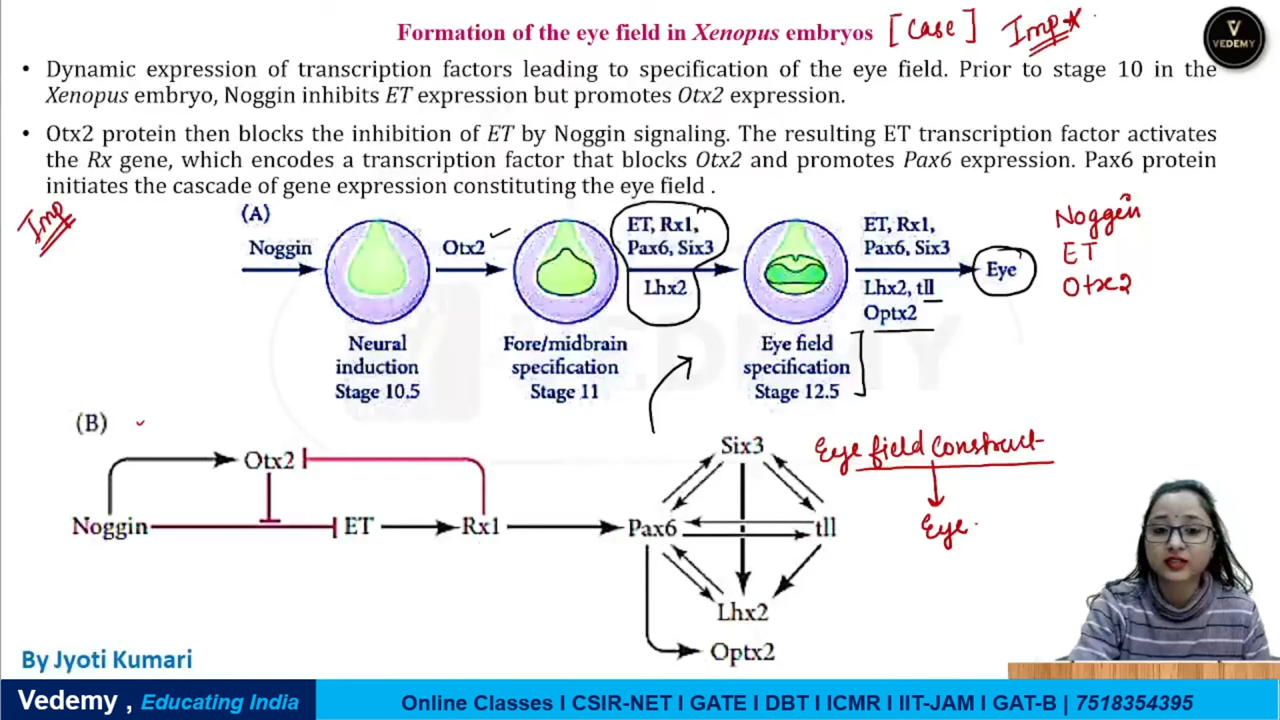 Formation of the eye field in Xenopus embryos [Case] Imp*
V
VEDEMY
• Dynamic expression of transcription factors leading to specification of the eye field. Prior to stage 10 in the
Xenopus embryo, Noggin inhibits ET expression but promotes Otx2 expression.
• Otx2 protein then blocks the inhibition of ET by Noggin signaling. The resulting ET transcription factor activates
the Rx gene, which encodes a transcription factor that blocks Otx2 and promotes Pax6 expression. Pax6 protein
initiates the cascade of gene expression constituting the eye field .
Imp
(A)
Noggin
Otx2
ET, Rx1,
Pax6, Six3
Lhx2
ET, Rx1,
Pax6, Six3
Lhx2, tll
Optx2
Eye
Noggin
ET
Otx2
Neural
induction
Stage 10.5
Fore/midbrain
specification
Stage 11
Eye field
specification
Stage 12.5
(B)
Otx2
Noggin
ET
Rx1
Pax6
Six3
tll
Lhx2
Optx2
Eye field construct
Eye
By Jyoti Kumari
Vedemy , Educating India
Online Classes I CSIR-NET I GATE I DBT I ICMR I IIT-JAM I GAT-B | 7518354395